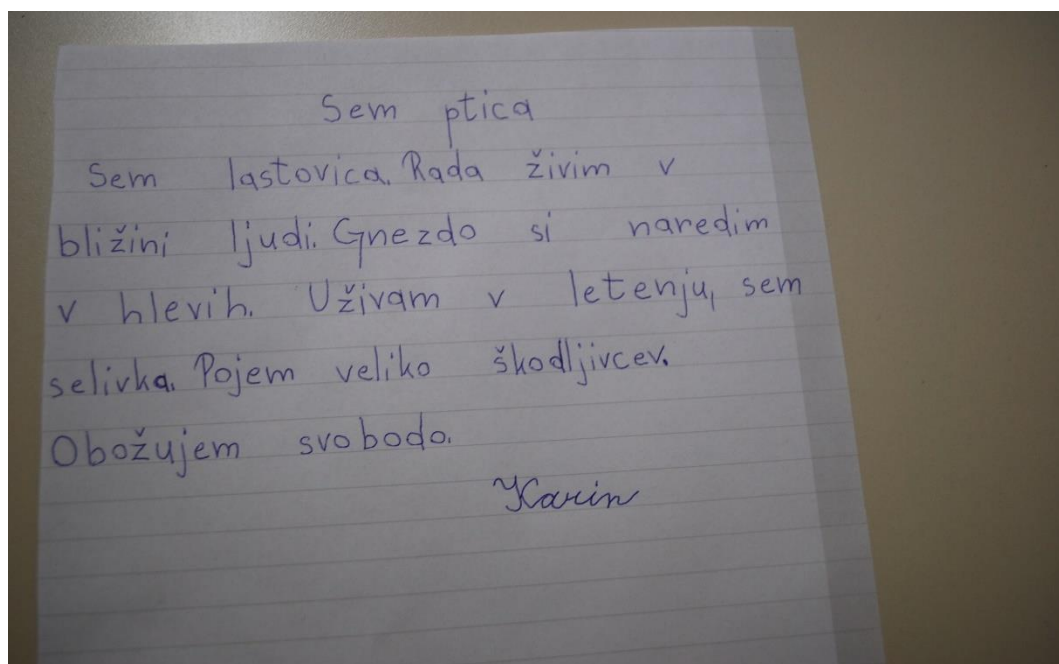 Sem ptica
Sem lastovica. Rada živim v
bližini ljudi. Gnezdo si naredim
v hlevih. Uživam v letenju, sem
selivka. Pojem veliko škodljivcev.
Obožujem svobodo.
Karin